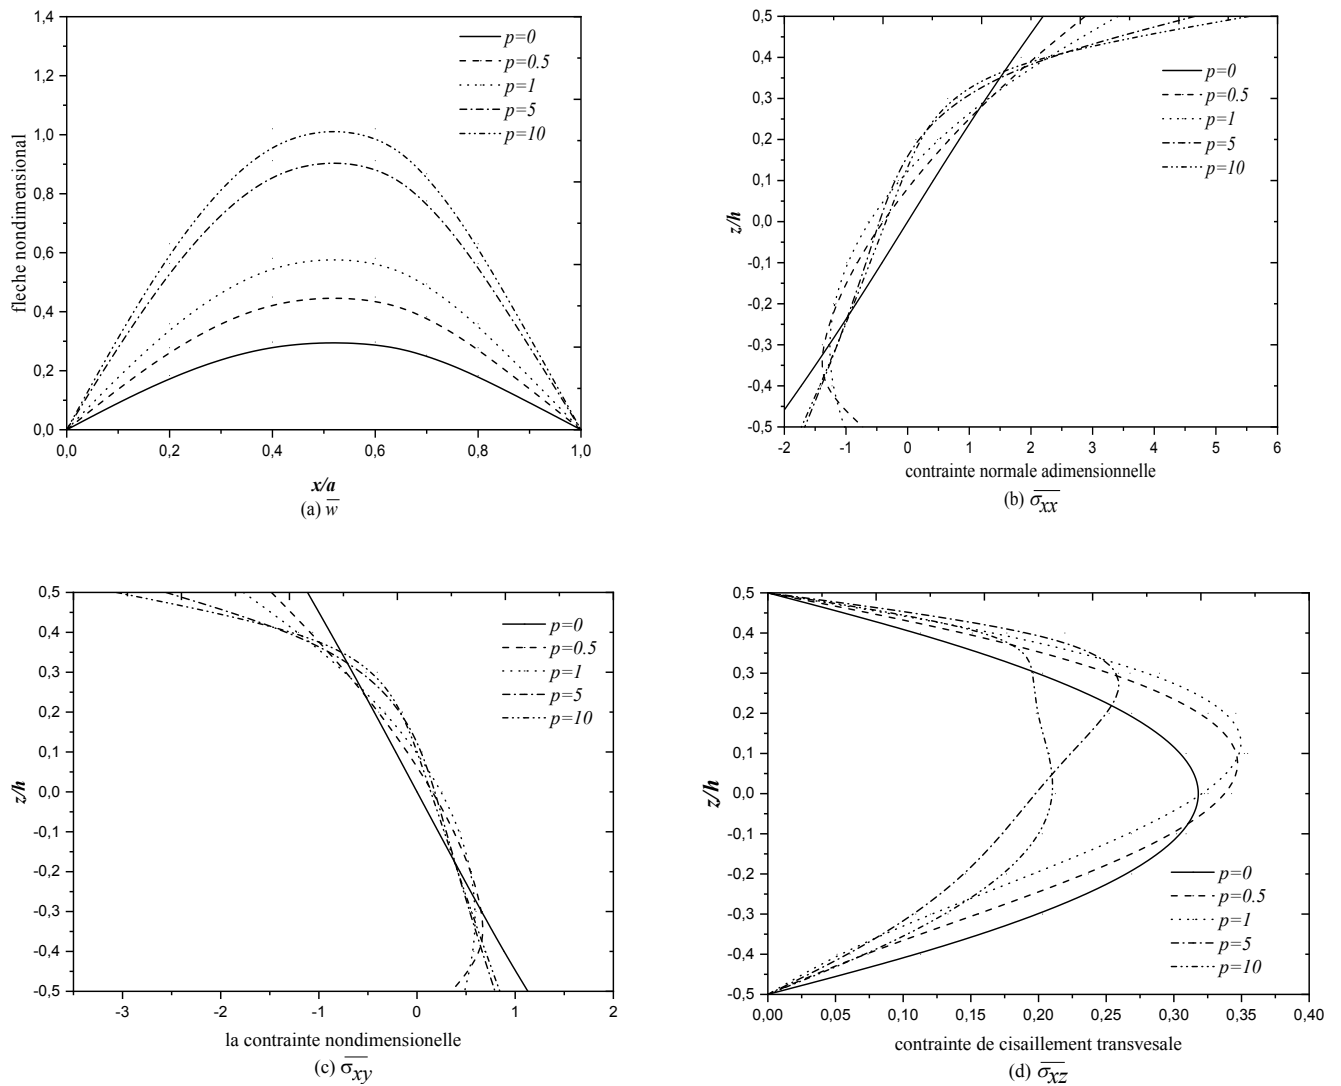 1,4
1,2
1,0
0,8
0,6
0,4
0,2
0,0
fleche nondimensional
p=0
p=0.5
p=1
p=5
p=10
0,0 0,2 0,4 0,6 0,8 1,0
x/a
(a) w̅
0,5
0,4
0,3
0,2
0,1
0,0
-0,1
-0,2
-0,3
-0,4
-0,5
z/h
p=0
p=0.5
p=1
p=5
p=10
-2 -1 0 1 2 3 4 5 6
contrainte normale adimensionnelle
(b) σxx
0,5
0,4
0,3
0,2
0,1
0,0
-0,1
-0,2
-0,3
-0,4
-0,5
z/h
p=0
p=0.5
p=1
p=5
p=10
-3 -2 -1 0 1 2
la contrainte nondimensionelle
(c) σxy
0,5
0,4
0,3
0,2
0,1
0,0
-0,1
-0,2
-0,3
-0,4
-0,5
z/h
p=0
p=0.5
p=1
p=5
p=10
0,00 0,05 0,10 0,15 0,20 0,25 0,30 0,35 0,40
contrainte de cisaillement transvesale
(d) σxz